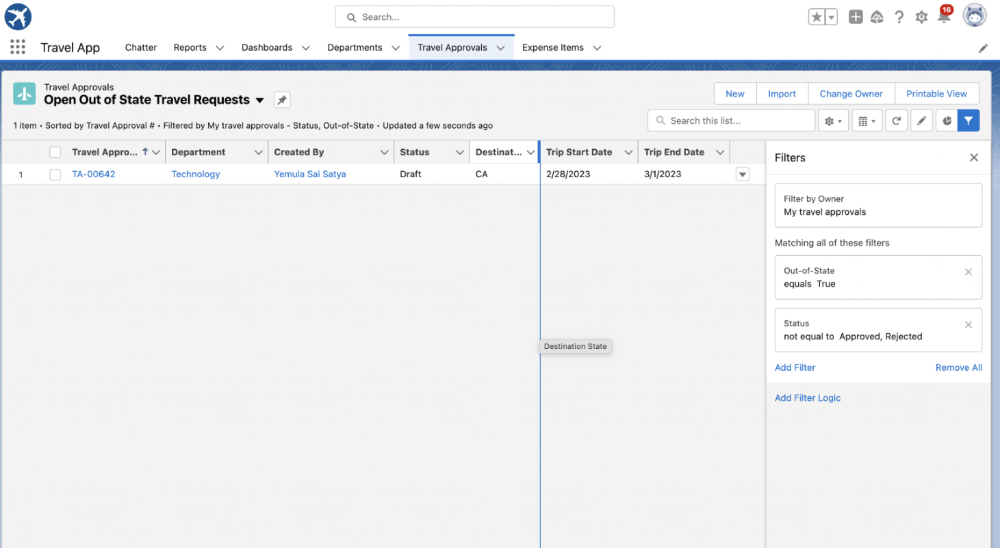 Search...
16
Travel App
Chatter
Reports
Dashboards
Departments
Travel Approvals
Expense Items
Travel Approvals
Open Out of State Travel Requests
New
Import
Change Owner
Printable View
1 item • Sorted by Travel Approval # • Filtered by My travel approvals - Status, Out-of-State • Updated a few seconds ago
Search this list...
Travel Appro...
Department
Created By
Status
Destinat...
Trip Start Date
Trip End Date
1
TA-00642
Technology
Yemula Sai Satya
Draft
CA
2/28/2023
3/1/2023
Destination State
Filters
Filter by Owner
My travel approvals
Matching all of these filters
Out-of-State
equals True
Status
not equal to Approved, Rejected
Add Filter
Remove All
Add Filter Logic